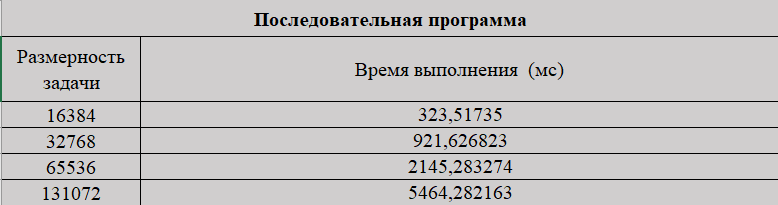 Последовательная программа
Размерность
задачи
Время выполнения (мс)
16384 323,51735
32768 921,626823
65536 2145,283274
131072 5464,282163